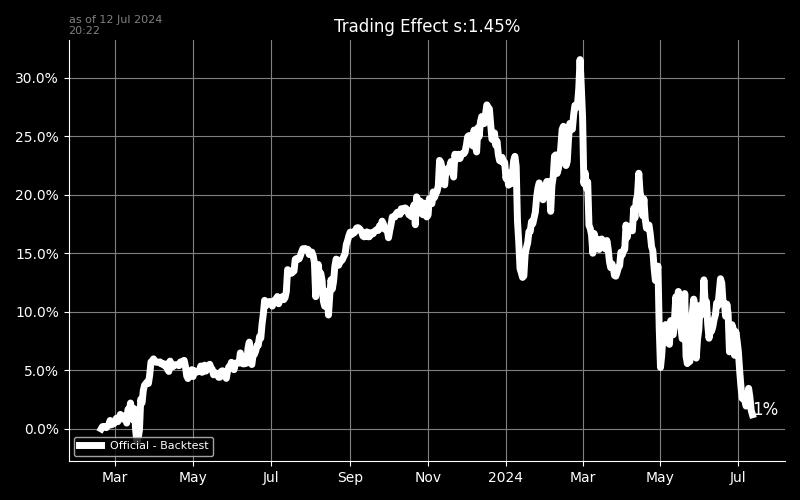 as of 12 Jul 2024
20:22
Trading Effect s:1.45%
30.0%
25.0%
20.0%
15.0%
10.0%
5.0%
0.0%
1%
Official - Backtest
Mar May Jul Sep Nov 2024 Mar May Jul